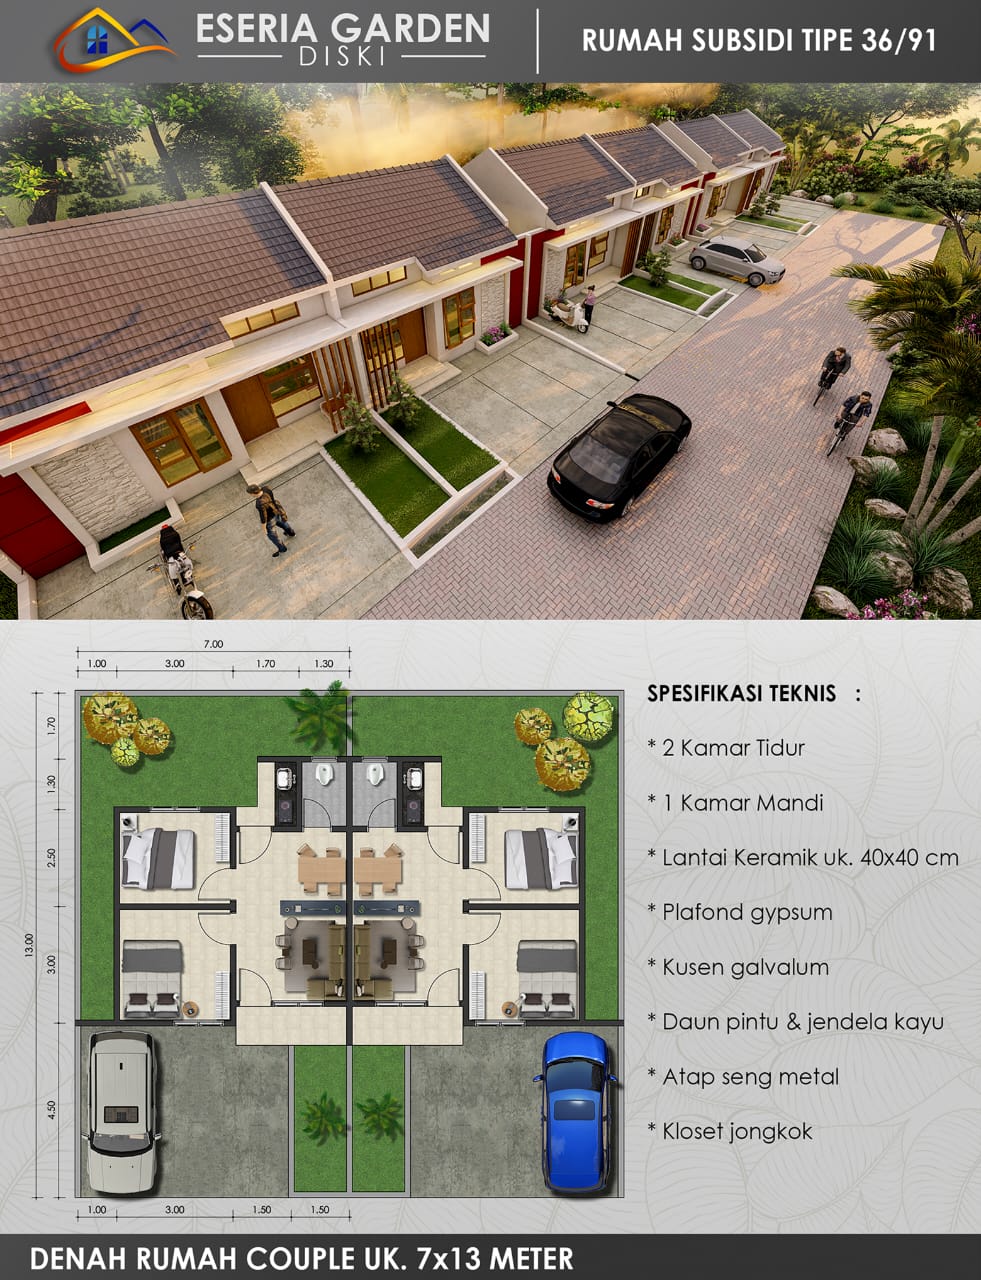 ESERIA GARDEN
DISKI
RUMAH SUBSIDI TIPE 36/91
7.00
1.00 3.00 1.70 1.30
SPESIFIKASI TEKNIS :
* 2 Kamar Tidur
* 1 Kamar Mandi
* Lantai Keramik uk. 40x40 cm
* Plafond gypsum
* Kusen galvalum
* Daun pintu & jendela kayu
* Atap seng metal
* Kloset jongkok
13.00
1.70
1.30
2.50
3.00
4.50
1.00 3.00 1.50 1.50
DENAH RUMAH COUPLE UK. 7x13 METER